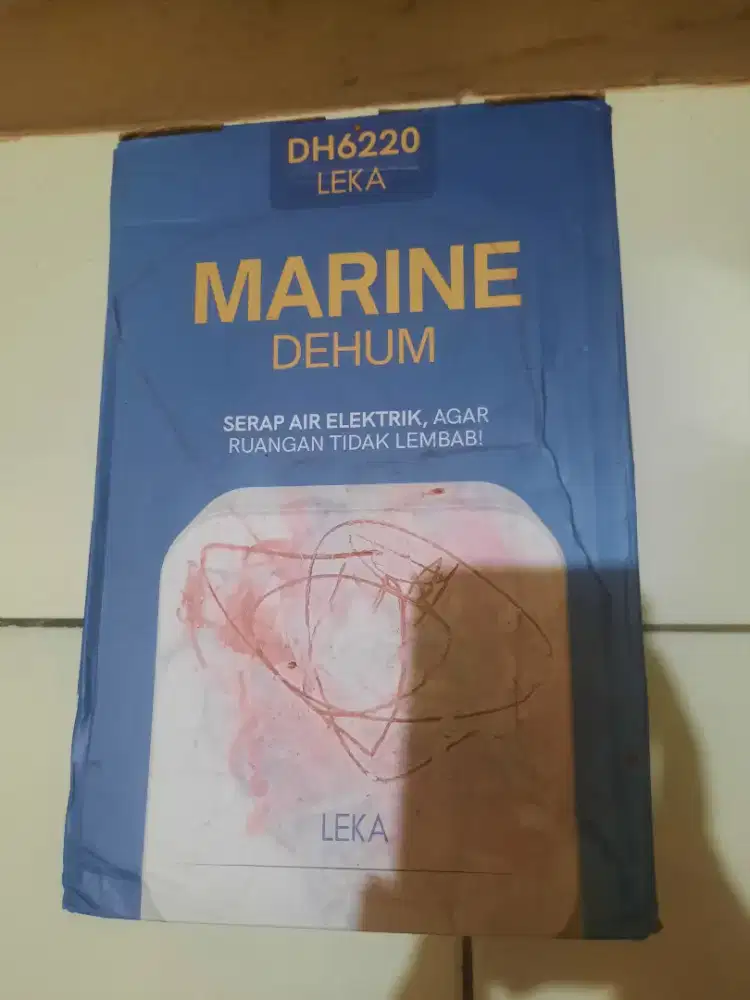 DH6220
LEKA
MARINE
DEHUM
SERAP AIR ELEKTRIK, AGAR
RUANGAN TIDAK LEMBAB!
LEKA